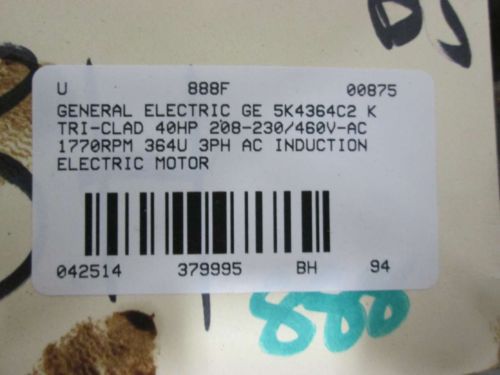 U 888F 00875
GENERAL ELECTRIC GE 5K4364C2 K
TRI-CLAD 40HP 208-230/460V-AC
1770RPM 364U 3PH AC INDUCTION
ELECTRIC MOTOR
042514 379995 BH 94
888